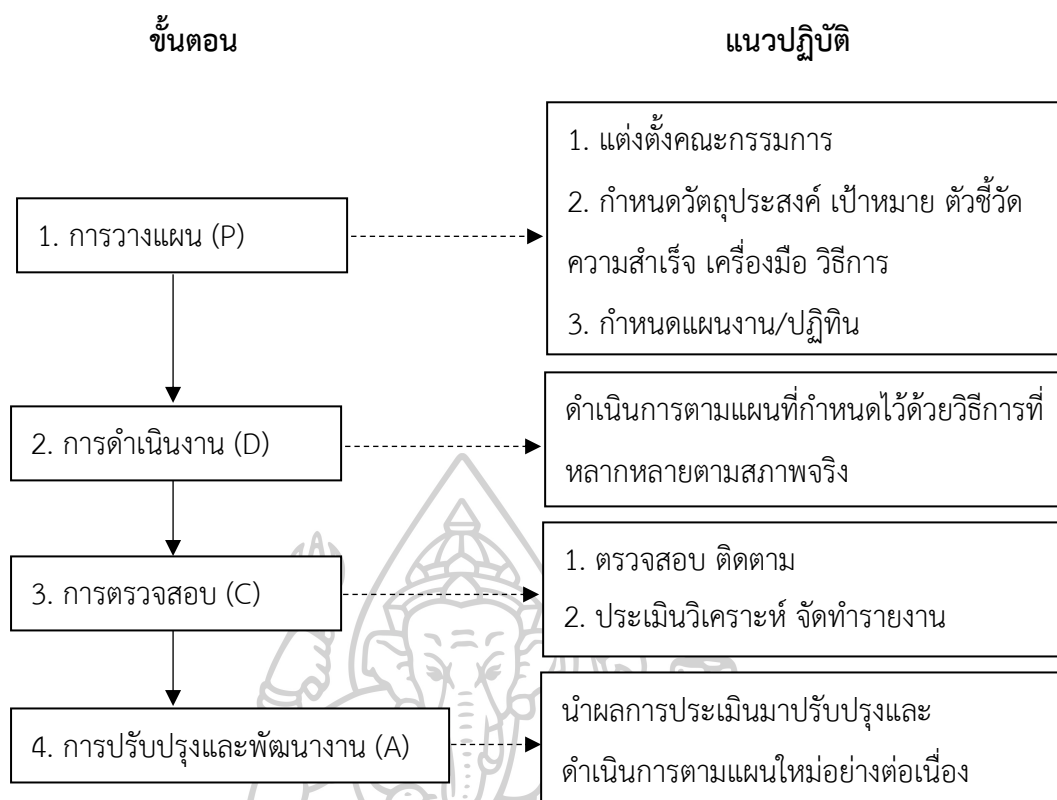 ขั้นตอน
แนวปฏิบัติ
1. การวางแผน (P)
1. แต่งตั้งคณะกรรมการ
2. กำหนดวัตถุประสงค์ เป้าหมาย ตัวชี้วัด
ความสำเร็จ เครื่องมือ วิธีการ
3. กำหนดแผนงาน/ปฏิทิน
2. การดำเนินงาน (D)
ดำเนินการตามแผนที่กำหนดไว้ด้วยวิธีการที่
หลากหลายตามสภาพจริง
3. การตรวจสอบ (C)
1. ตรวจสอบ ติดตาม
2. ประเมินวิเคราะห์ จัดทำรายงาน
4. การปรับปรุงและพัฒนางาน (A)
นำผลการประเมินมาปรับปรุงและ
ดำเนินการตามแผนใหม่อย่างต่อเนื่อง